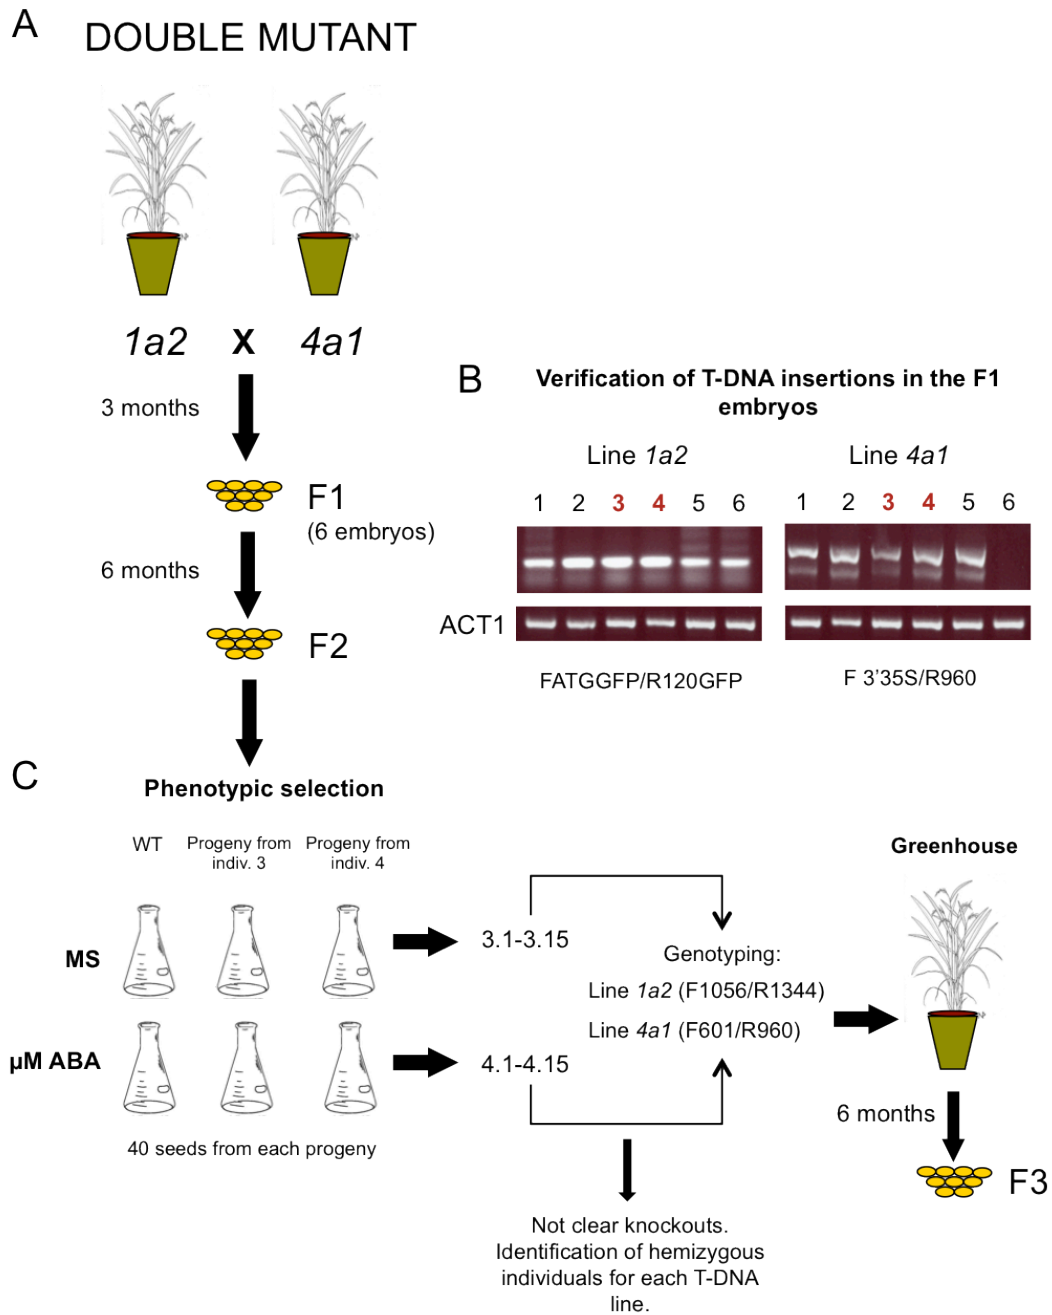 A
DOUBLE MUTANT
1a2 X 4a1
3 months
F1
(6 embryos)
6 months
F2
B
Verification of T-DNA insertions in the F1
embryos
Line 1a2
Line 4a1
1 2 3 4 5 6
1 2 3 4 5 6
ACT1
FATGGFP/R120GFP
F 3'35S/R960
C
Phenotypic selection
WT
Progeny from
indiv. 3
Progeny from
indiv. 4
MS
µM ABA
40 seeds from each progeny
3.1-3.15
4.1-4.15
Genotyping:
Line 1a2 (F1056/R1344)
Line 4a1 (F601/R960)
Not clear knockouts.
Identification of hemizygous
individuals for each T-DNA
line.
Greenhouse
6 months
F3